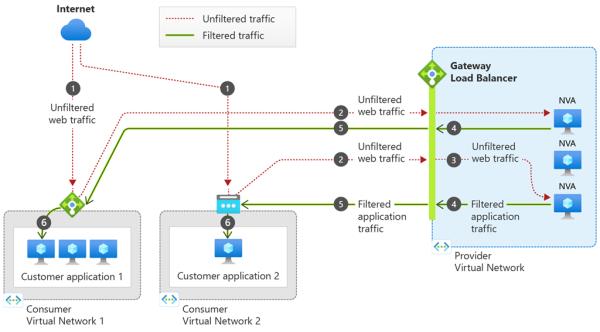 Internet
Unfiltered traffic
Filtered traffic
Gateway
Load Balancer
1
1
Unfiltered
web traffic
2
Unfiltered
web traffic
NVA
5
4
2
Unfiltered
web traffic
3
Unfiltered
web traffic
NVA
NVA
5
Filtered
application
traffic
4
Filtered
application
traffic
6
6
Customer application 1
Customer application 2
Provider
Virtual Network
Consumer
Virtual Network 1
Consumer
Virtual Network 2